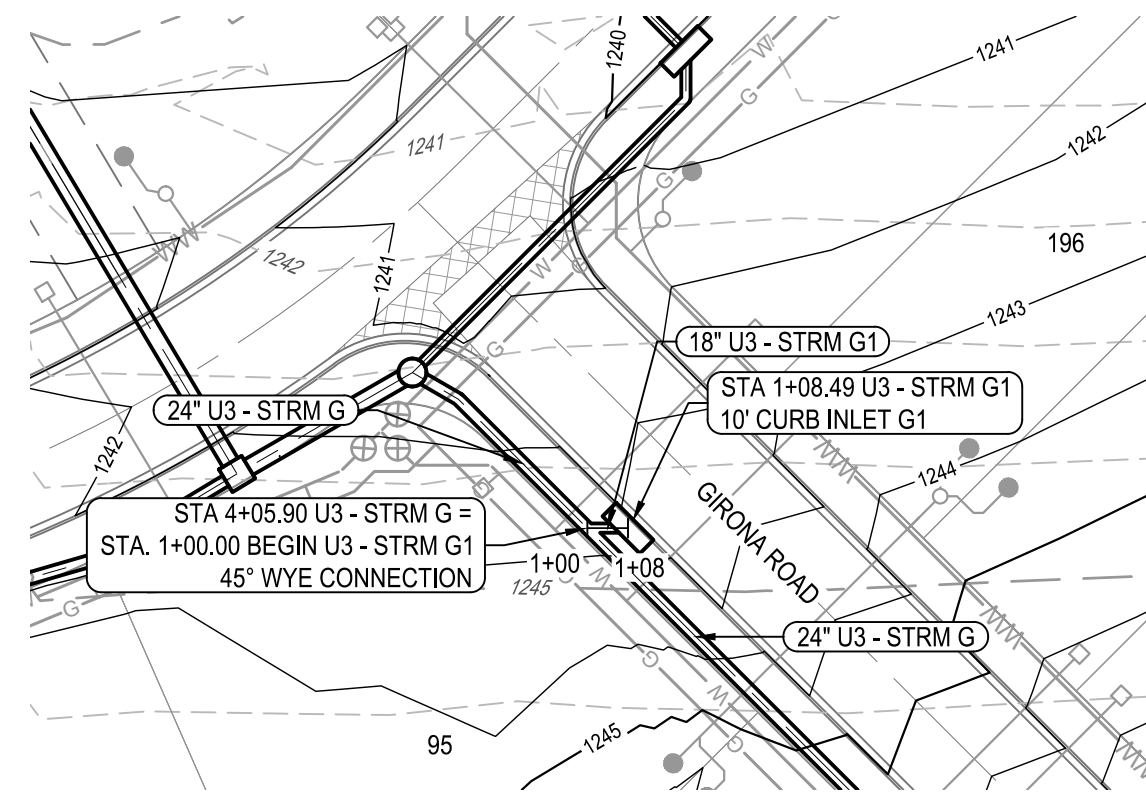 1240
1241
1241
1242
1242
1241
196
1243
18" U3 - STRM G1
STA 1+08.49 U3 - STRM G1
10' CURB INLET G1
24" U3 - STRM G
1242
1244
GIRONA ROAD
STA 4+05.90 U3 - STRM G =
STA. 1+00.00 BEGIN U3 - STRM G1
45° WYE CONNECTION
1+00
1+08
1245
24" U3 - STRM G
95
1245
W
G
W
G
W
G
G
W
W
G
W
G